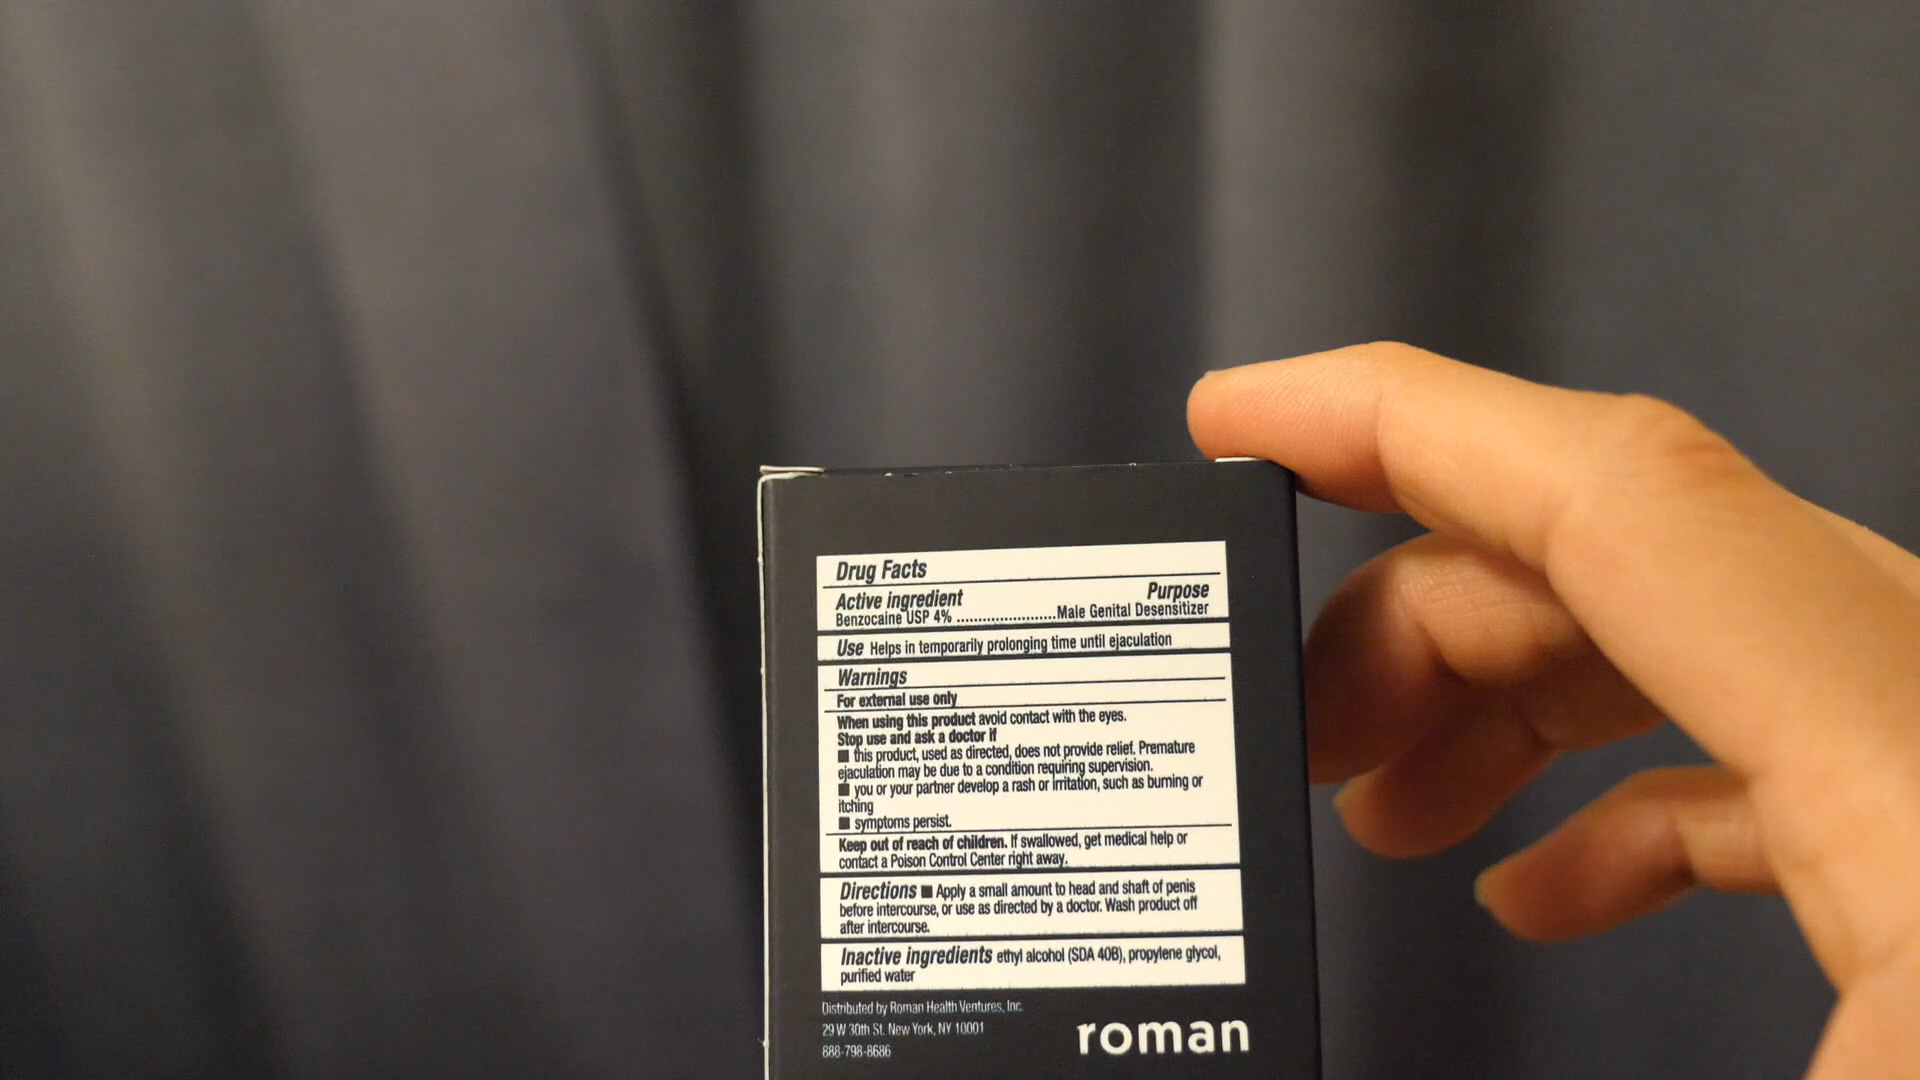 Drug Facts
Active ingredient Purpose
Benzocaine USP 4% ........................Male Genital Desensitizer
Use Helps in temporarily prolonging time until ejaculation
Warnings
For external use only
When using this product avoid contact with the eyes.
Stop use and ask a doctor if
■ this product, used as directed, does not provide relief. Premature
ejaculation may be due to a condition requiring supervision.
■ you or your partner develop a rash or irritation, such as burning or
itching
■ symptoms persist.
Keep out of reach of children. If swallowed, get medical help or
contact a Poison Control Center right away.
Directions ■ Apply a small amount to head and shaft of penis
before intercourse, or use as directed by a doctor. Wash product off
after intercourse.
Inactive ingredients ethyl alcohol (SDA 40B), propylene glycol,
purified water
Distributed by Roman Health Ventures, Inc.
29 W 30th St. New York, NY 10001
888-798-8686
roman